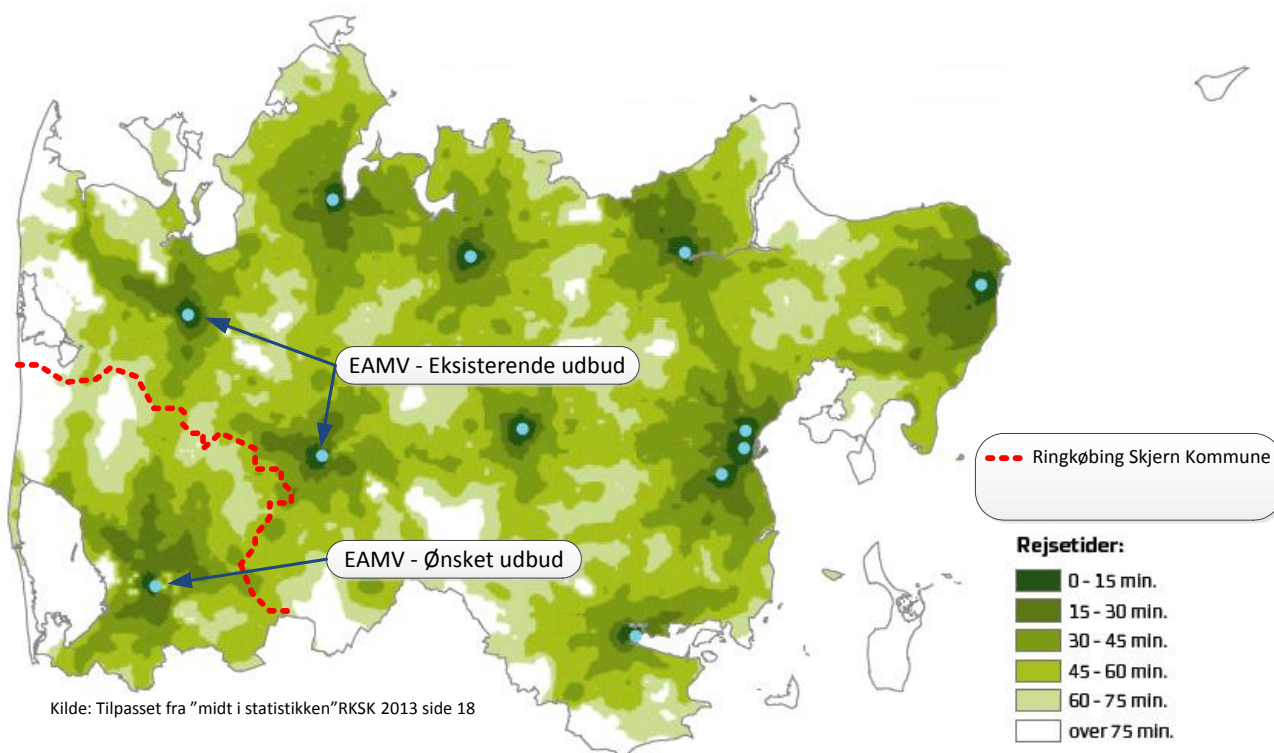 EAMV - Eksisterende udbud
Ringkøbing Skjern Kommune
EAMV - Ønsket udbud
Rejsetider:
0 - 15 min.
15 - 30 min.
30 - 45 min.
45 - 60 min.
60 - 75 min.
over 75 min.
Kilde: Tilpasset fra ”midt i statistikken”RKSK 2013 side 18